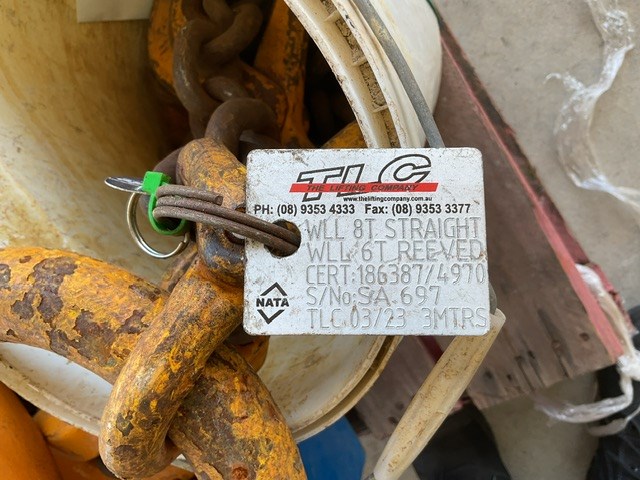 TLC
THE LIFTING COMPANY
www.theliftingcompany.com.au
PH: (08) 9353 4333 Fax: (08) 9353 3377
WLL 8T STRAIGHT
WLL 6T REEVED
CERT:186387/4970
S/No:SA 697
NATA
TLC 03/23 3MTRS